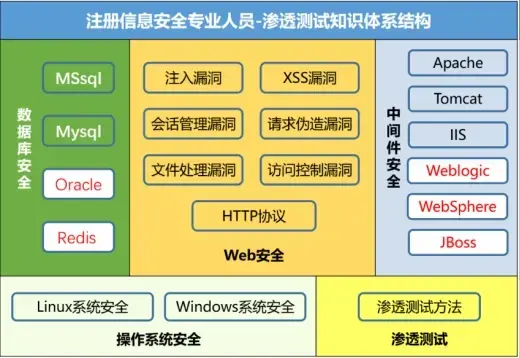 注册信息安全专业人员-渗透测试知识体系结构
数据库安全
MSsql
Mysql
Oracle
Redis
注入漏洞
XSS漏洞
会话管理漏洞
请求伪造漏洞
文件处理漏洞
访问控制漏洞
HTTP协议
Web安全
中间件安全
Apache
Tomcat
IIS
Weblogic
WebSphere
JBoss
Linux系统安全
Windows系统安全
操作系统安全
渗透测试方法
渗透测试